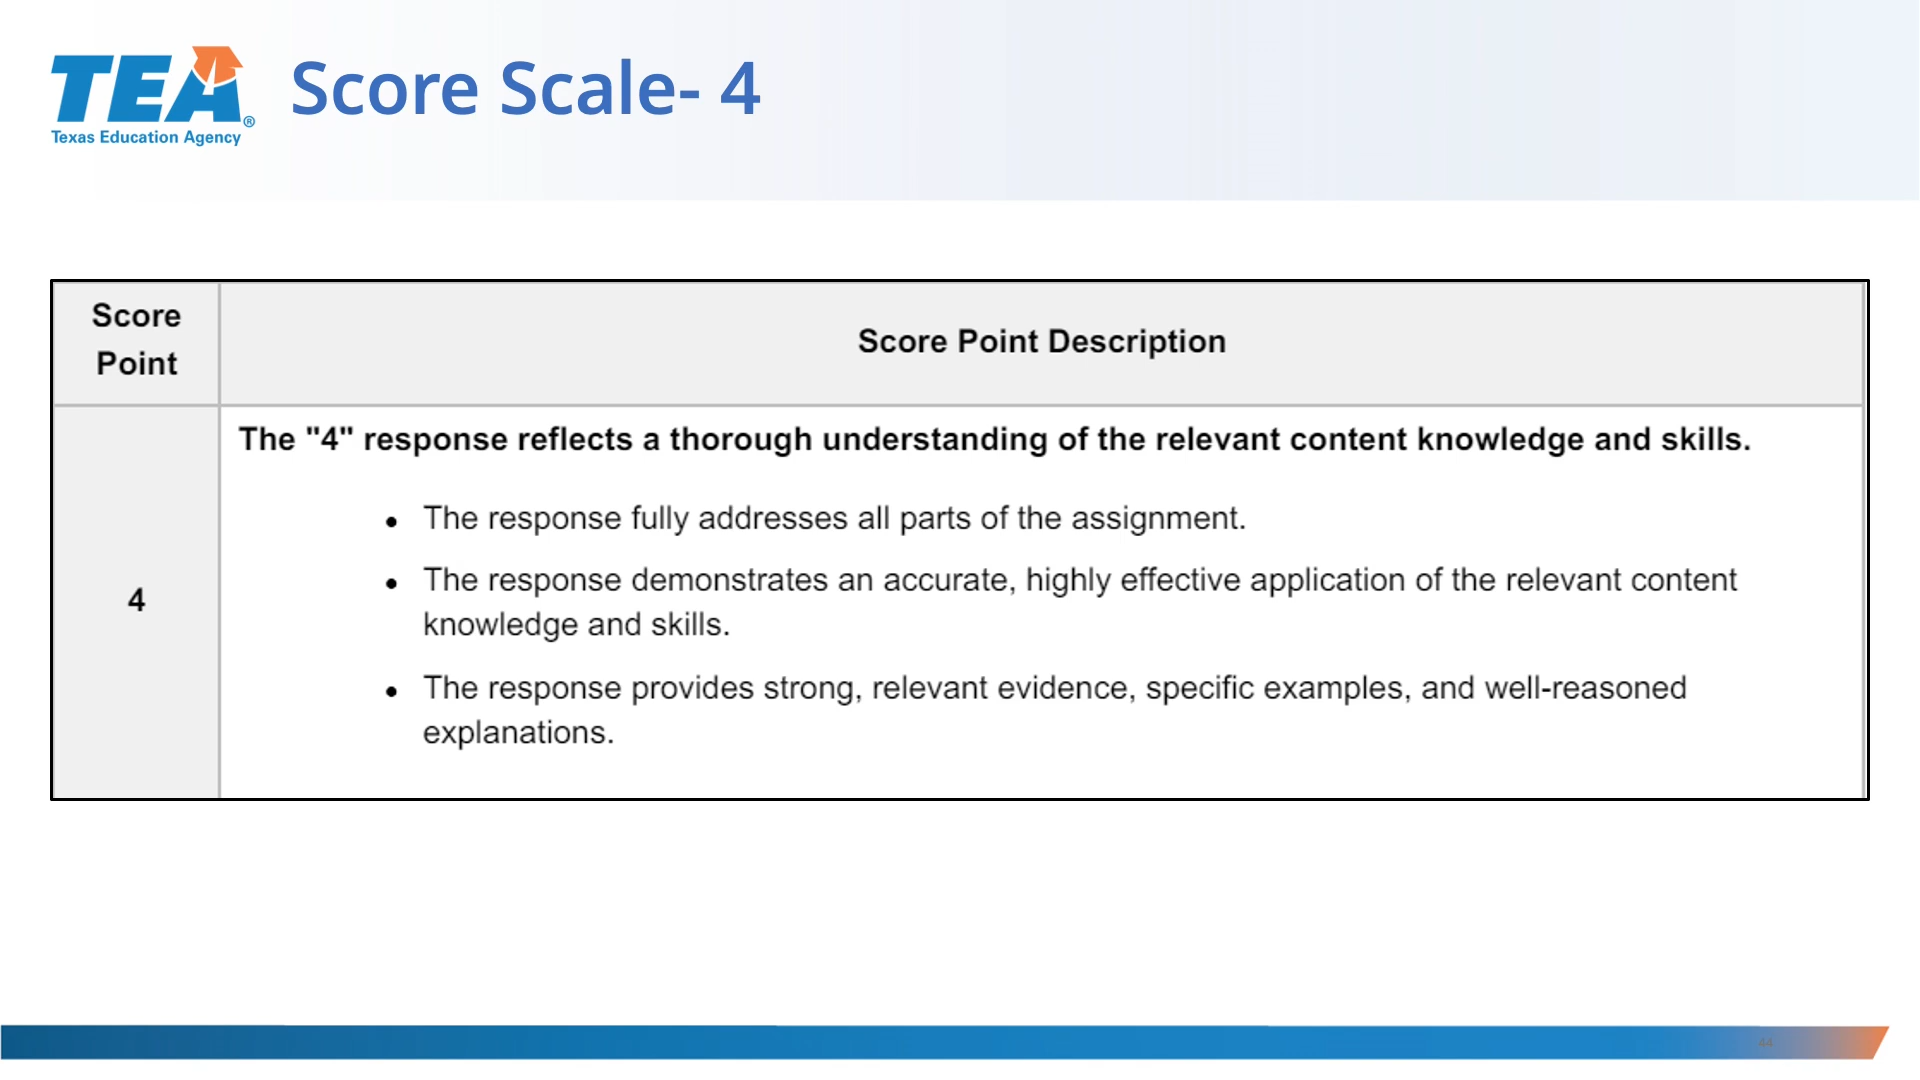 TEA®
Texas Education Agency
Score Scale- 4
Score
Point
Score Point Description
4
The "4" response reflects a thorough understanding of the relevant content knowledge and skills.
● The response fully addresses all parts of the assignment.
● The response demonstrates an accurate, highly effective application of the relevant content
knowledge and skills.
● The response provides strong, relevant evidence, specific examples, and well-reasoned
explanations.
44